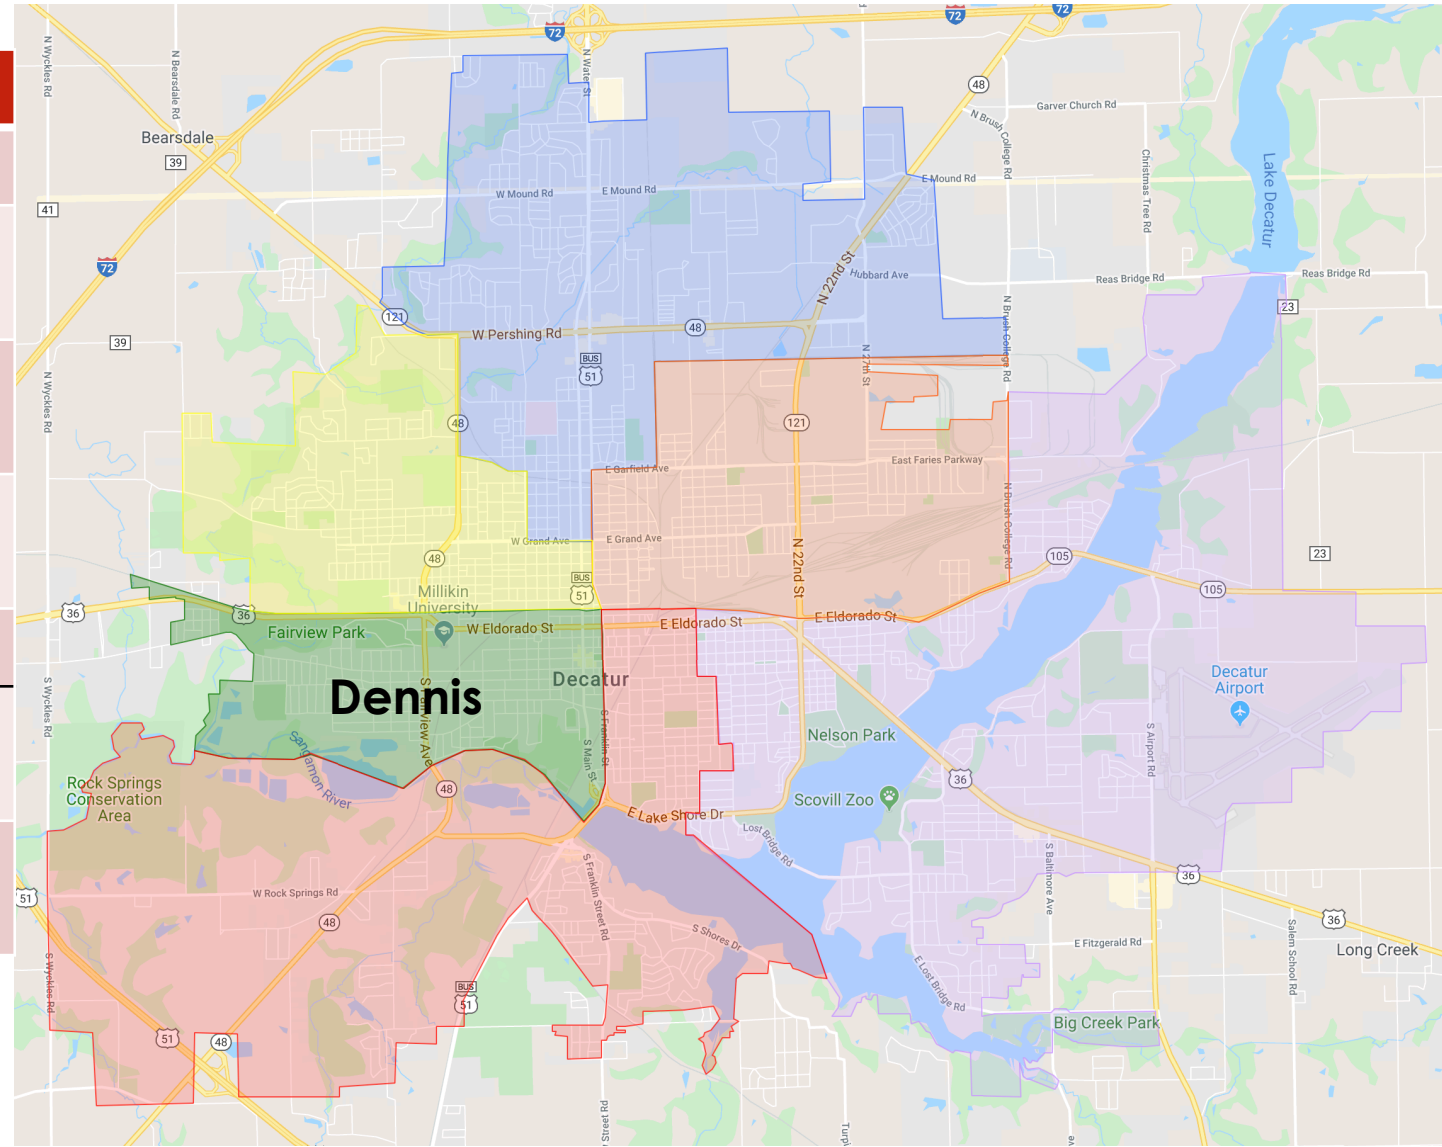 72
72
72
48
N Wyckles Rd
N Bearsdale Rd
N Water St
Garver Church Rd
N Brush College Rd
Bearsdale
39
Christmas Tree Rd
Lake Decatur
W Mound Rd
E Mound Rd
E Mound Rd
41
72
Hubbard Ave
N 22nd St
Reas Bridge Rd
Reas Bridge Rd
23
121
W Pershing Rd
48
N Brush College Rd
39
BUS
51
N 27th St
N Wyckles Rd
48
121
E Garfield Ave
East Faries Parkway
N Brush College Rd
W Grand Ave
E Grand Ave
N 22nd St
48
105
23
BUS
51
Millikin
University
105
36
36
Fairview Park
W Eldorado St
E Eldorado St
E Eldorado St
Decatur
Dennis
S Fairview Ave
S Wyckles Rd
S Franklin St
S Main St
Decatur
Airport
Nelson Park
S Airport Rd
Sangamon River
Rock Springs
Conservation
Area
48
36
Scovill Zoo
E Lake Shore Dr
Lost Bridge Rd
S Baltimore Ave
36
51
W Rock Springs Rd
48
S Franklin Street Rd
S Shores Dr
36
E Fitzgerald Rd
Long Creek
Salem School Rd
E Lost Bridge Rd
S Wyckles Rd
BUS
51
Big Creek Park
51
48
Street Rd
Turpi